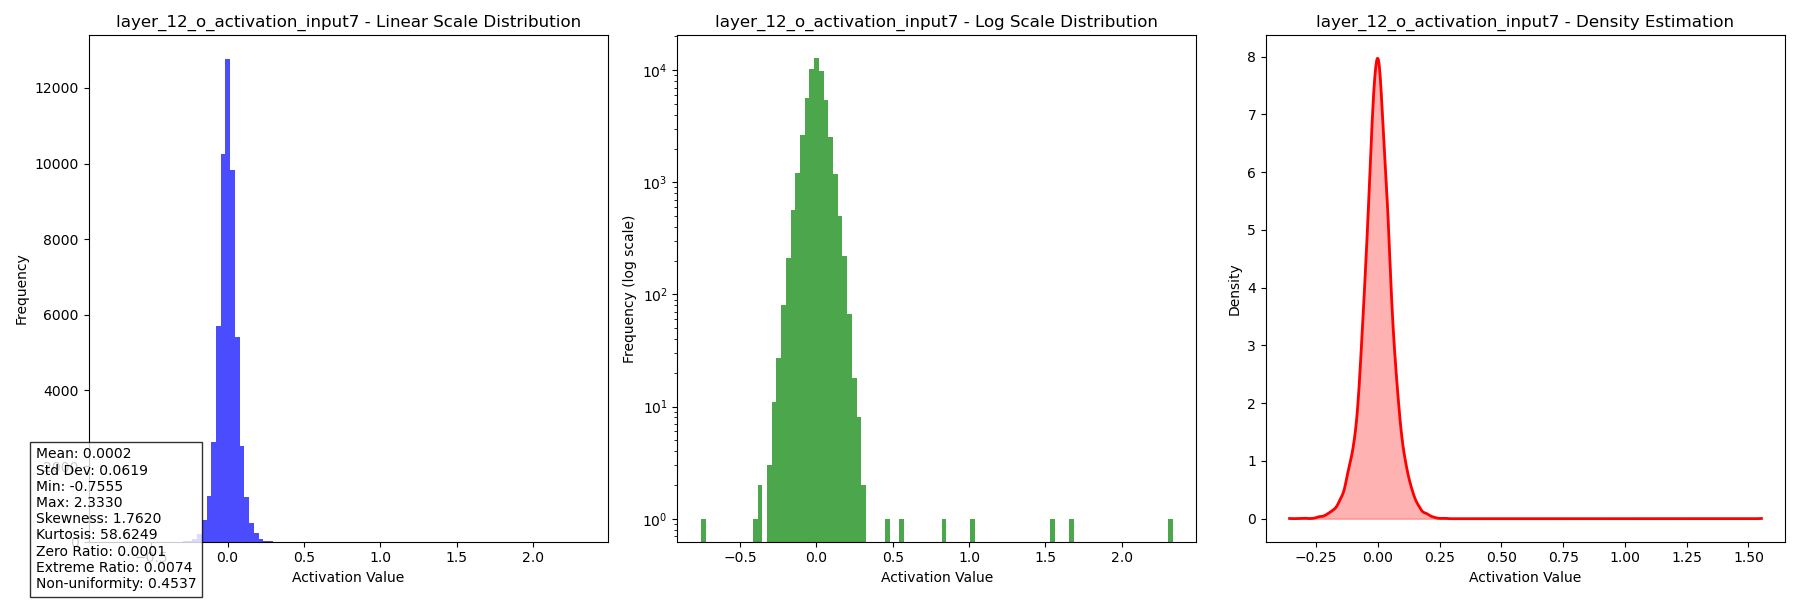 layer_12_o_activation_input7 - Linear Scale Distribution
12000
10000
8000
6000
4000
Frequency
0.0
0.5
1.0
1.5
2.0
Activation Value
Mean: 0.0002
Std Dev: 0.0619
Min: -0.7555
Max: 2.3330
Skewness: 1.7620
Kurtosis: 58.6249
Zero Ratio: 0.0001
Extreme Ratio: 0.0074
Non-uniformity: 0.4537
layer_12_o_activation_input7 - Log Scale Distribution
10⁴
10³
10²
10¹
10⁰
Frequency (log scale)
−0.5
0.0
0.5
1.0
1.5
2.0
Activation Value
layer_12_o_activation_input7 - Density Estimation
8
7
6
5
4
3
2
1
0
Density
−0.25
0.00
0.25
0.50
0.75
1.00
1.25
1.50
Activation Value